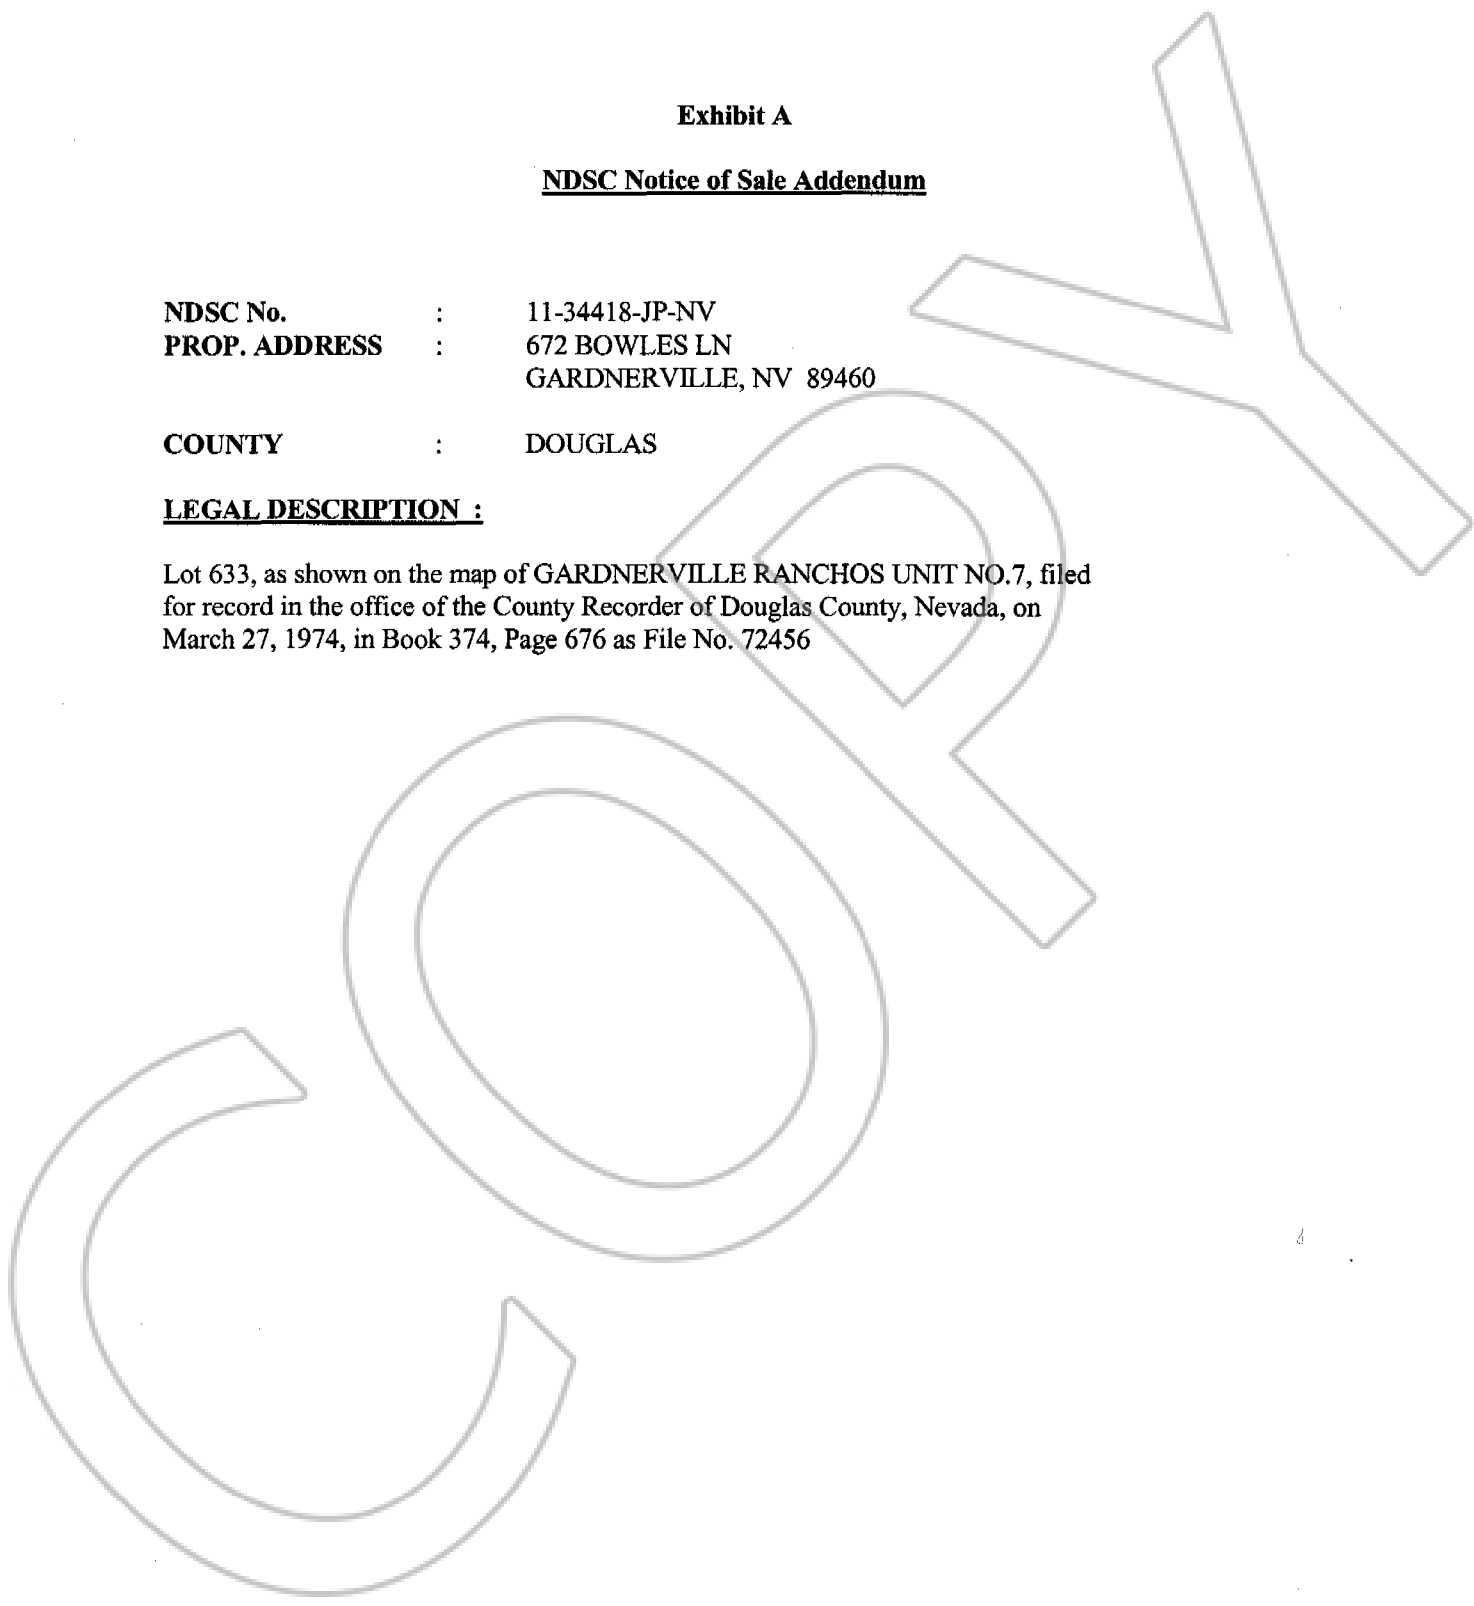 Exhibit A
NDSC Notice of Sale Addendum
NDSC No. : 11-34418-JP-NV
PROP. ADDRESS : 672 BOWLES LN
GARDNERVILLE, NV 89460
COUNTY : DOUGLAS
LEGAL DESCRIPTION :
Lot 633, as shown on the map of GARDNERVILLE RANCHOS UNIT NO.7, filed
for record in the office of the County Recorder of Douglas County, Nevada, on
March 27, 1974, in Book 374, Page 676 as File No. 72456
COPY